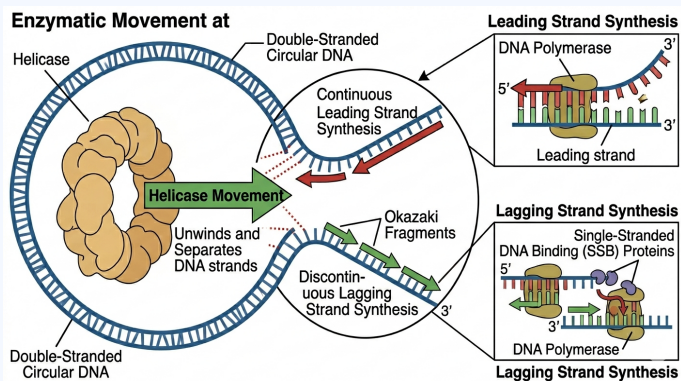 Enzymatic Movement at
Helicase
Double-Stranded
Circular DNA
Continuous
Leading Strand
Synthesis
Helicase Movement
Unwinds and
Separates
DNA strands
Okazaki
Fragments
Discontin-
uous Lagging
Strand Synthesis
3'
Double-Stranded
Circular DNA
Leading Strand Synthesis
DNA Polymerase
3'
5'
3'
Leading strand
Lagging Strand Synthesis
Single-Stranded
DNA Binding (SSB) Proteins
5'
3'
DNA Polymerase
Lagging Strand Synthesis